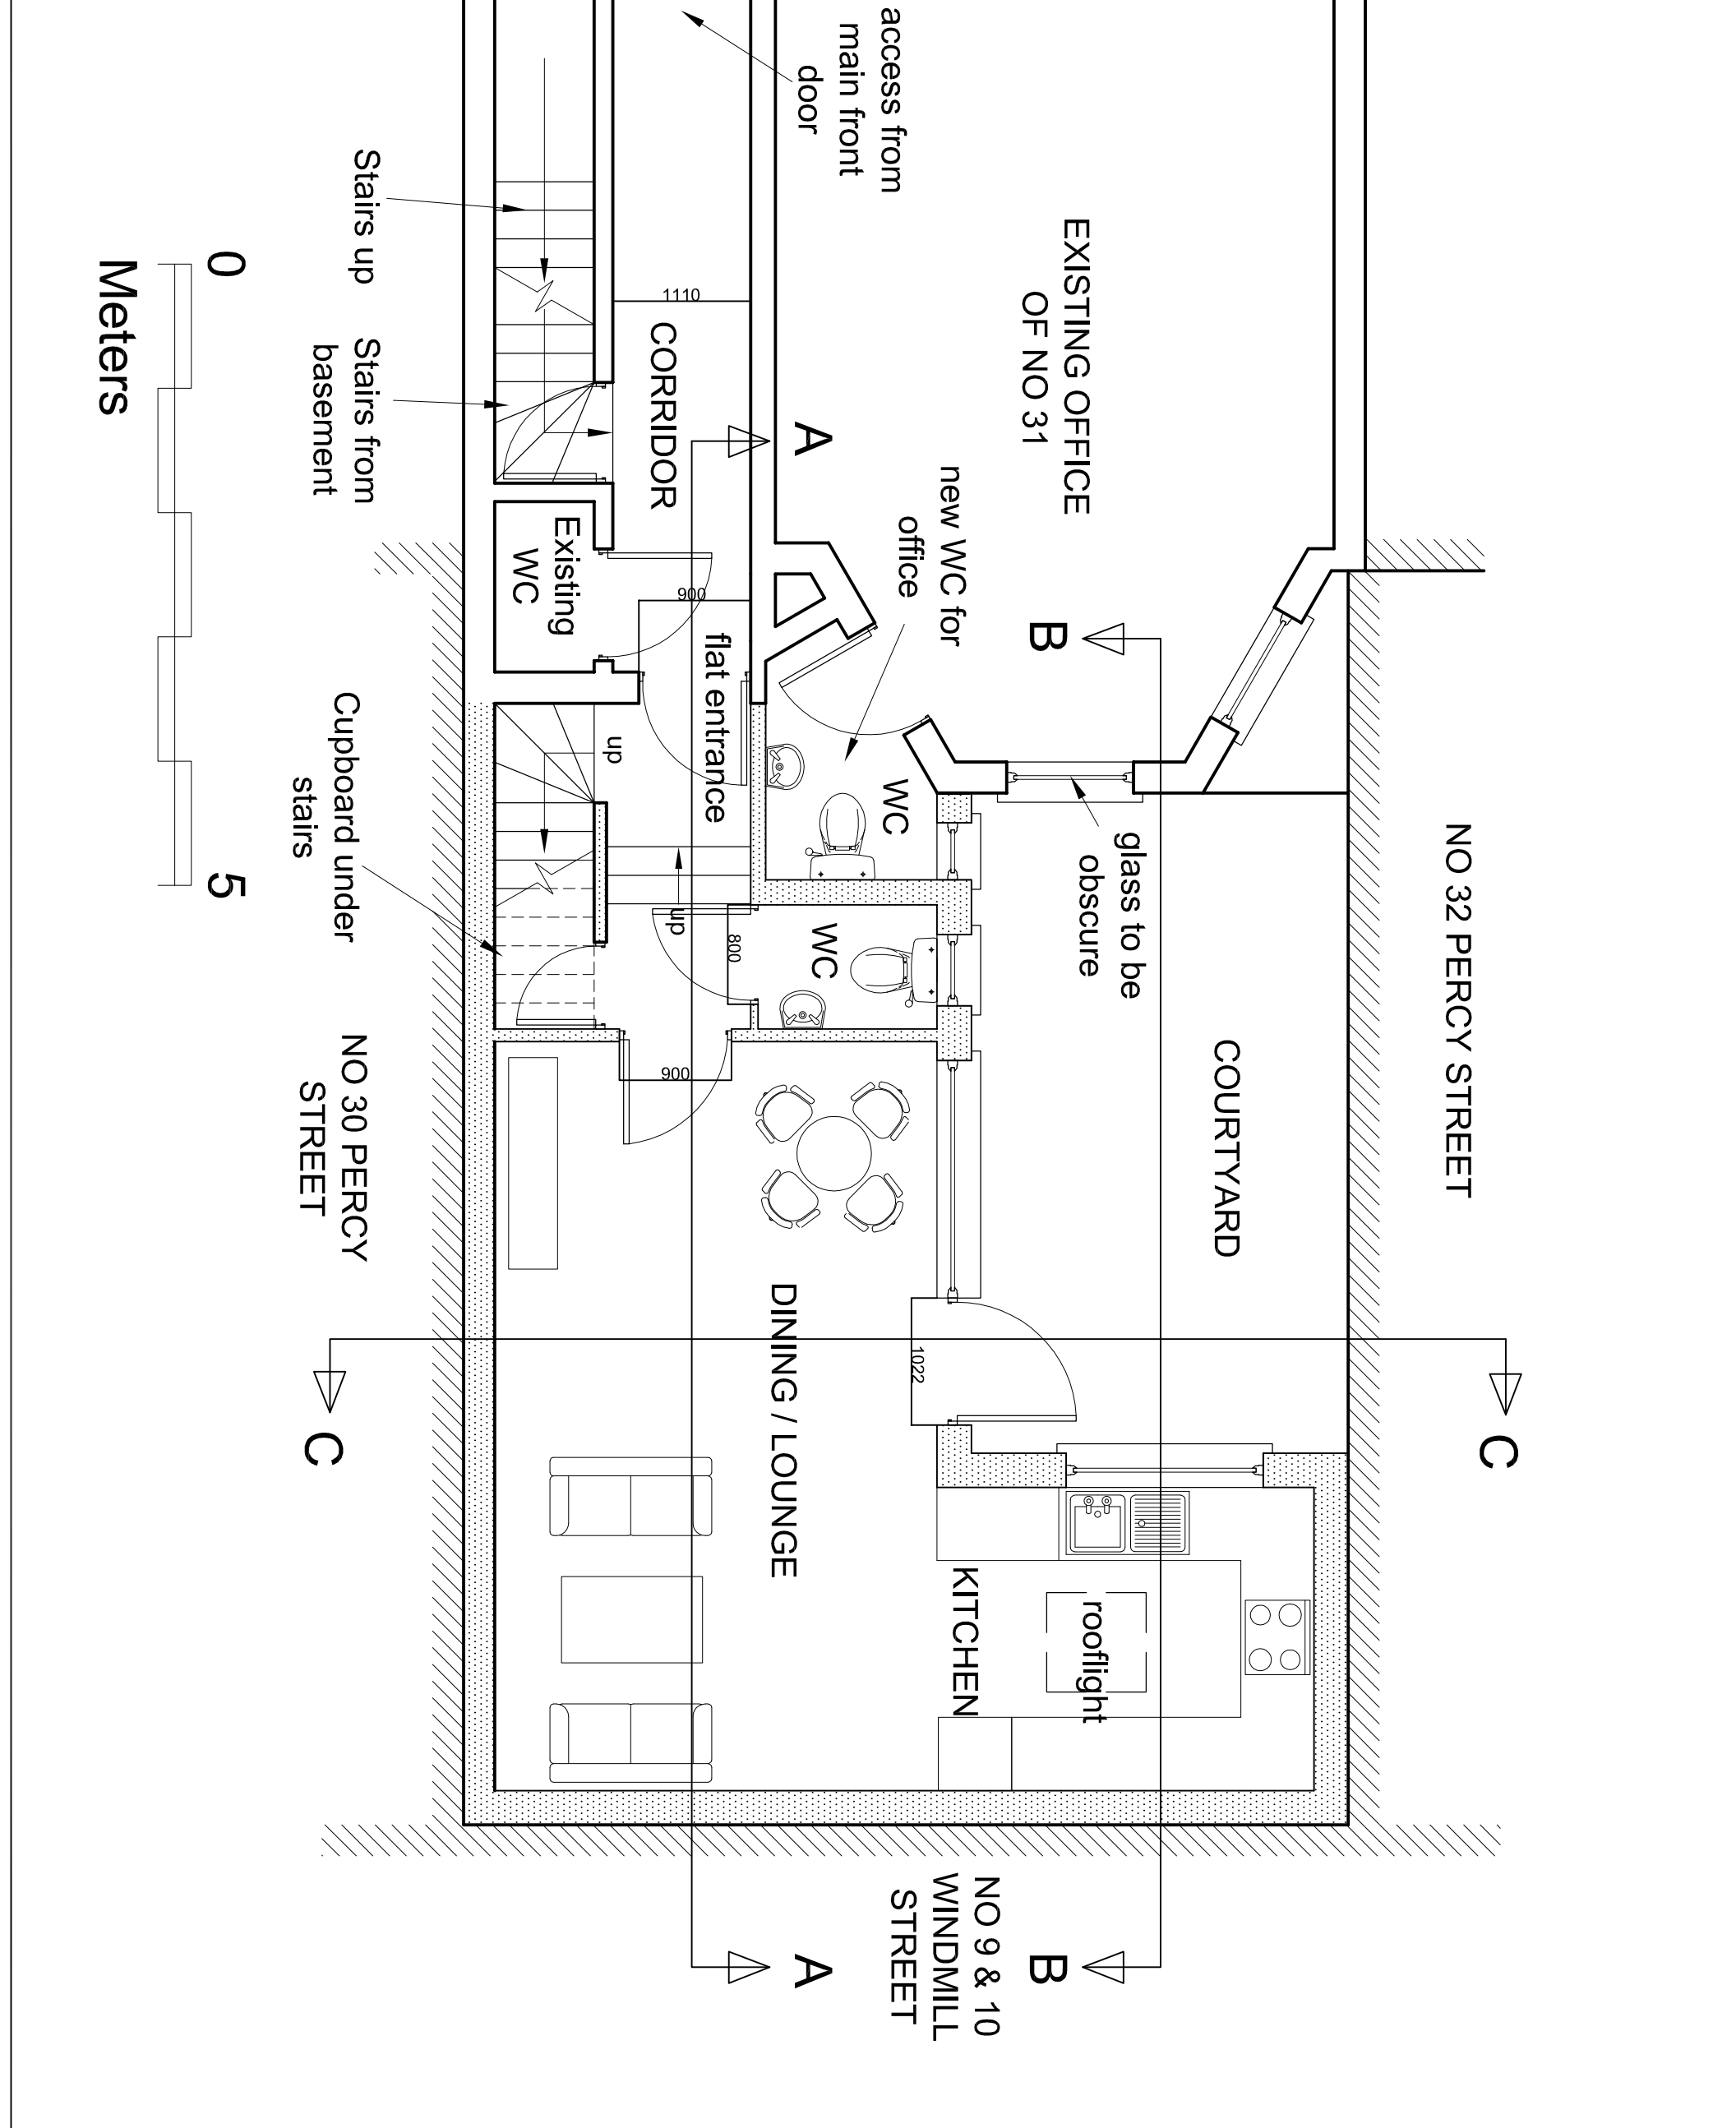 access from
main front
door
Stairs up
Stairs from
basement
0
5
Meters
EXISTING OFFICE
OF NO 31
1110
CORRIDOR
A
new WC for
office
B
Existing
WC
900
flat entrance
up
WC
glass to be
obscure
NO 32 PERCY STREET
Cupboard under
stairs
up
800
WC
COURTYARD
NO 30 PERCY
STREET
900
DINING / LOUNGE
1022
C
C
KITCHEN
rooflight
NO 9 & 10
WINDMILL
STREET
A
B